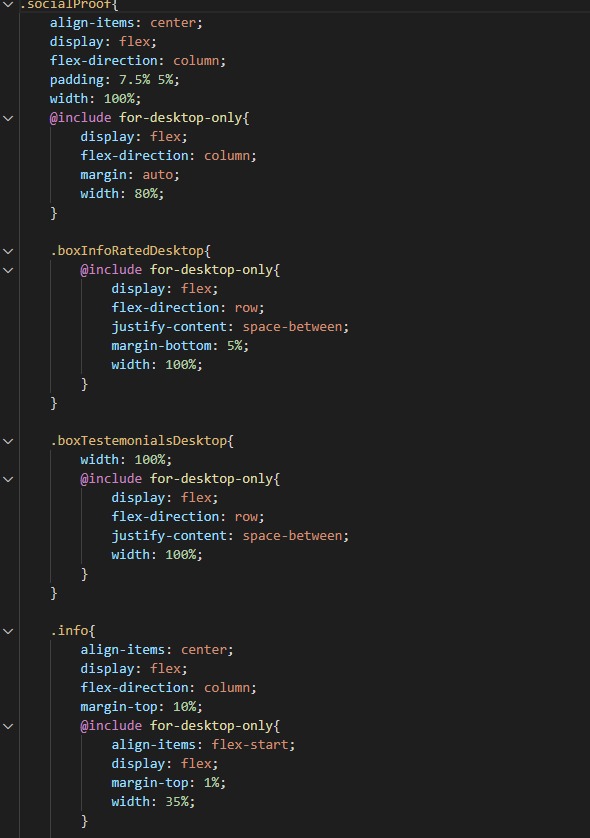 .socialProof{
align-items: center;
display: flex;
flex-direction: column;
padding: 7.5% 5%;
width: 100%;
@include for-desktop-only{
display: flex;
flex-direction: column;
margin: auto;
width: 80%;
}
.boxInfoRatedDesktop{
@include for-desktop-only{
display: flex;
flex-direction: row;
justify-content: space-between;
margin-bottom: 5%;
width: 100%;
}
}
.boxTestemonialsDesktop{
width: 100%;
@include for-desktop-only{
display: flex;
flex-direction: row;
justify-content: space-between;
width: 100%;
}
}
.info{
align-items: center;
display: flex;
flex-direction: column;
margin-top: 10%;
@include for-desktop-only{
align-items: flex-start;
display: flex;
margin-top: 1%;
width: 35%;
}